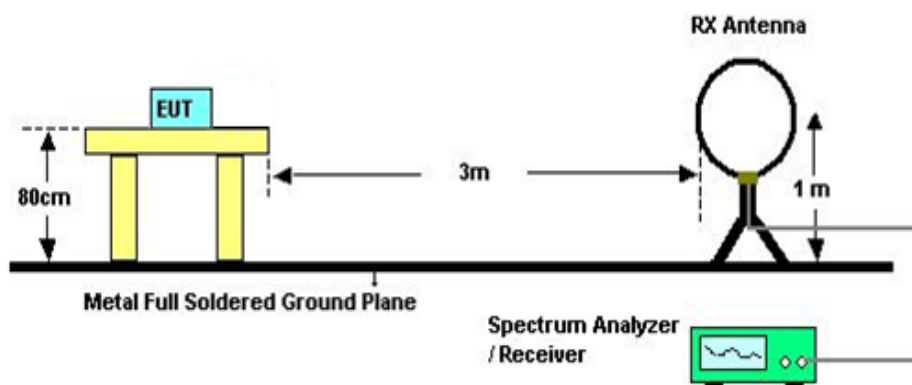 RX Antenna
EUT
3m
80cm
1 m
Metal Full Soldered Ground Plane
Spectrum Analyzer
/ Receiver